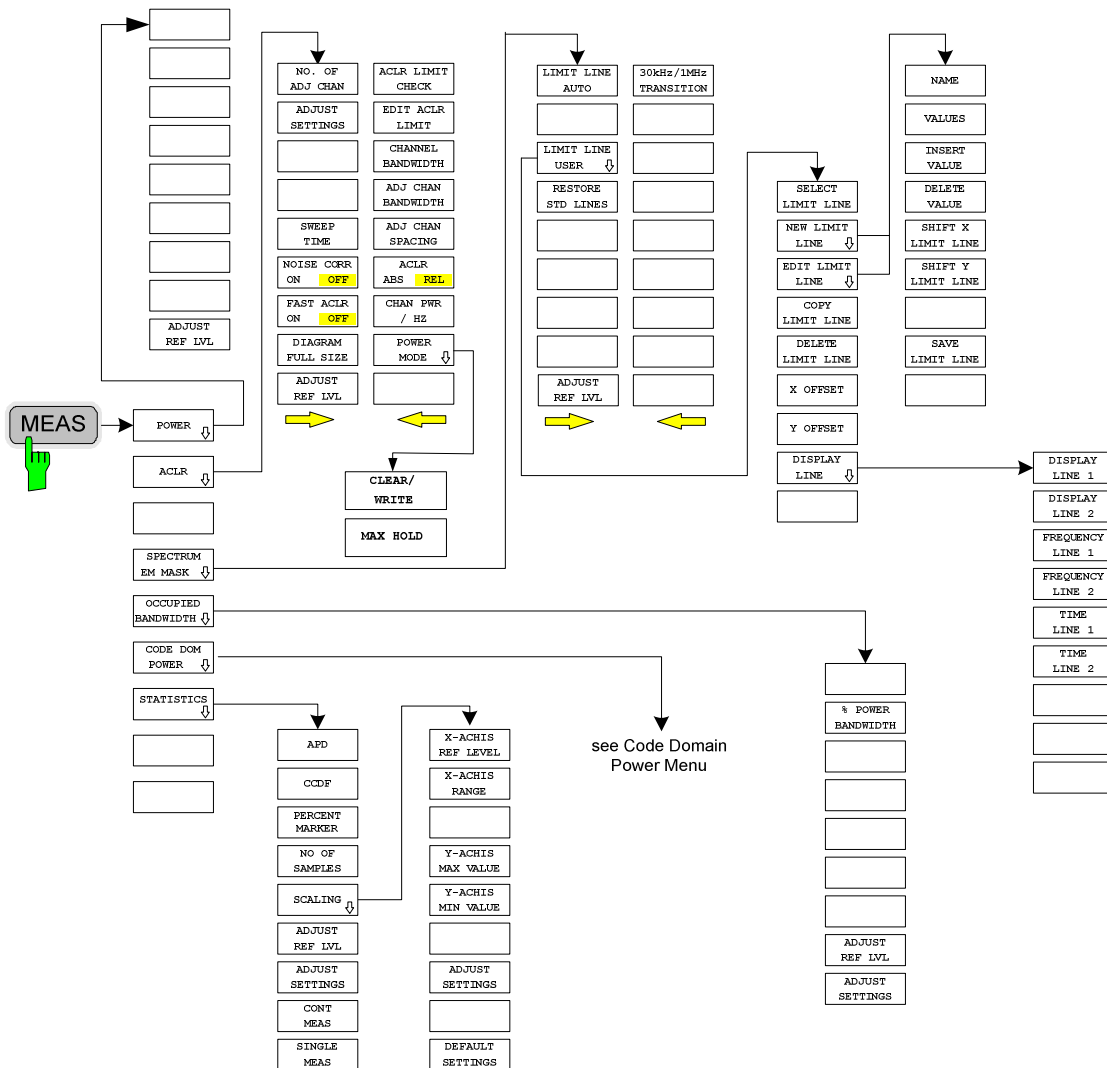 ADJUST
REF LVL
MEAS
POWER
ACLR
SPECTRUM
EM MASK
OCCUPIED
BANDWIDTH
CODE DOM
POWER
STATISTICS
NO. OF
ADJ CHAN
ADJUST
SETTINGS
SWEEP
TIME
NOISE CORR
ON OFF
FAST ACLR
ON OFF
DIAGRAM
FULL SIZE
ADJUST
REF LVL
ACLR LIMIT
CHECK
EDIT ACLR
LIMIT
CHANNEL
BANDWIDTH
ADJ CHAN
BANDWIDTH
ADJ CHAN
SPACING
ACLR
ABS REL
CHAN PWR
/ HZ
POWER
MODE
CLEAR/
WRITE
MAX HOLD
LIMIT LINE
AUTO
LIMIT LINE
USER
RESTORE
STD LINES
ADJUST
REF LVL
30kHz/1MHz
TRANSITION
SELECT
LIMIT LINE
NEW LIMIT
LINE
EDIT LIMIT
LINE
COPY
LIMIT LINE
DELETE
LIMIT LINE
X OFFSET
Y OFFSET
DISPLAY
LINE
NAME
VALUES
INSERT
VALUE
DELETE
VALUE
SHIFT X
LIMIT LINE
SHIFT Y
LIMIT LINE
SAVE
LIMIT LINE
DISPLAY
LINE 1
DISPLAY
LINE 2
FREQUENCY
LINE 1
FREQUENCY
LINE 2
TIME
LINE 1
TIME
LINE 2
APD
CCDF
PERCENT
MARKER
NO OF
SAMPLES
SCALING
ADJUST
REF LVL
ADJUST
SETTINGS
CONT
MEAS
SINGLE
MEAS
X-ACHIS
REF LEVEL
X-ACHIS
RANGE
Y-ACHIS
MAX VALUE
Y-ACHIS
MIN VALUE
ADJUST
SETTINGS
DEFAULT
SETTINGS
see Code Domain
Power Menu
% POWER
BANDWIDTH
ADJUST
REF LVL
ADJUST
SETTINGS